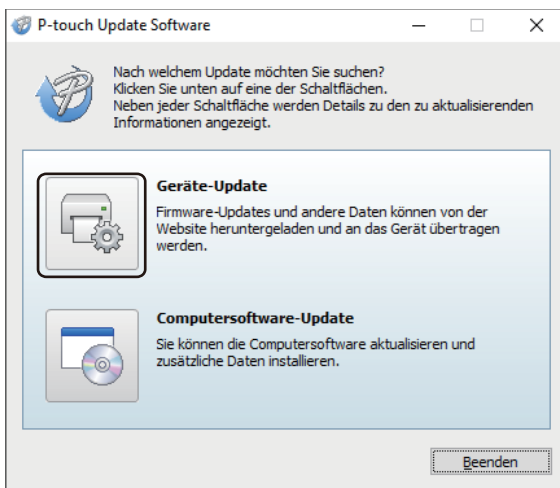 P-touch Update Software
Nach welchem Update möchten Sie suchen?
Klicken Sie unten auf eine der Schaltflächen.
Neben jeder Schaltfläche werden Details zu den zu aktualisierenden
Informationen angezeigt.
Geräte-Update
Firmware-Updates und andere Daten können von der
Website heruntergeladen und an das Gerät übertragen
werden.
Computersoftware-Update
Sie können die Computersoftware aktualisieren und
zusätzliche Daten installieren.
Beenden